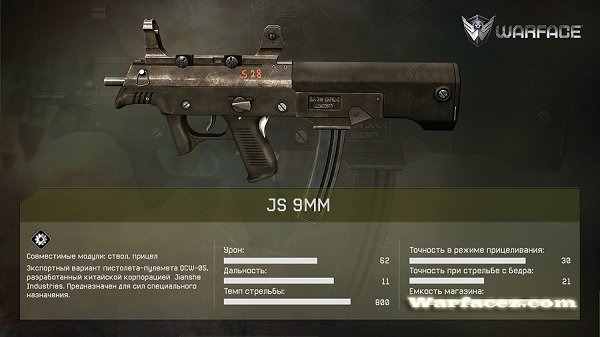 WARFACE
S 28
JS 9MM
Совместимые модули: ствол, прицел
Экспортный вариант пистолета-пулемета QCW-05,
разработанный китайской корпорацией Jianshe
Industries. Предназначен для сил специального
назначения.
Урон:
62
Дальность:
11
Темп стрельбы:
800
Точность в режиме прицеливания:
30
Точность при стрельбе с бедра:
21
Емкость магазина:
Warfacez.com